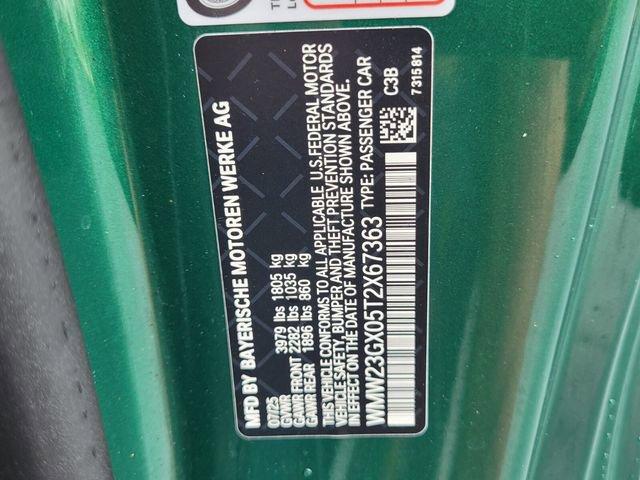 MFD BY BAYERISCHE MOTOREN WERKE AG
07/25
GVWR 3979 lbs 1805 kg
GAWR FRONT 2282 lbs 1035 kg
GAWR REAR 1896 lbs 860 kg
THIS VEHICLE CONFORMS TO ALL APPLICABLE U.S.FEDERAL MOTOR
VEHICLE SAFETY, BUMPER AND THEFT PREVENTION STANDARDS
IN EFFECT ON THE DATE OF MANUFACTURE SHOWN ABOVE.
WMW23GX05T2X67363 TYPE: PASSENGER CAR
C3B
7315814